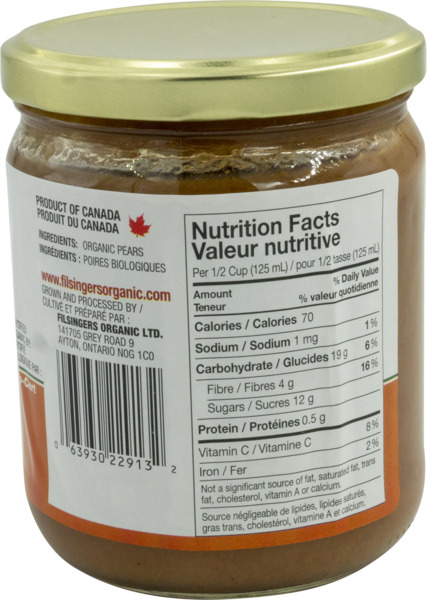 PRODUCT OF CANADA
PRODUIT DU CANADA
INGREDIENTS: ORGANIC PEARS
INGRÉDIENTS : POIRES BIOLOGIQUES
www.filsingersorganic.com
GROWN AND PROCESSED BY /
CULTIVÉ ET PRÉPARÉ PAR :
FILSINGERS ORGANIC LTD.
141705 GREY ROAD 9
AYTON, ONTARIO N0G 1C0
0 63930 22913 2
-Cert
Nutrition Facts
Valeur nutritive
Per 1/2 Cup (125 mL) / pour 1/2 tasse (125 mL)
Amount % Daily Value
Teneur % valeur quotidienne
Calories / Calories 70
Sodium / Sodium 1 mg 1%
Carbohydrate / Glucides 19 g 6%
Fibre / Fibres 4 g 16%
Sugars / Sucres 12 g
Protein / Protéines 0.5 g
Vitamin C / Vitamine C 8%
Iron / Fer 2%
Not a significant source of fat, saturated fat, trans
fat, cholesterol, vitamin A or calcium.
Source négligeable de lipides, lipides saturés,
gras trans, cholestérol, vitamine A et calcium.